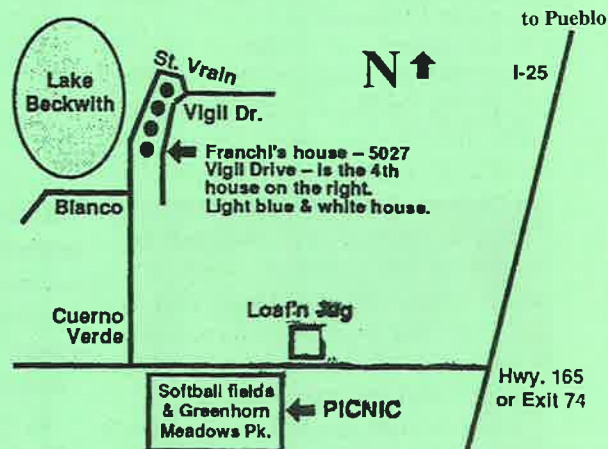 to Pueblo
I-25
N
St. Vrain
Lake
Beckwith
Vigil Dr.
Franchi's house – 5027
Vigil Drive – is the 4th
house on the right.
Light blue & white house.
Blanco
Cuerno
Verde
Loaf'n Jug
Hwy. 165
or Exit 74
Softball fields
& Greenhorn
Meadows Pk.
PICNIC